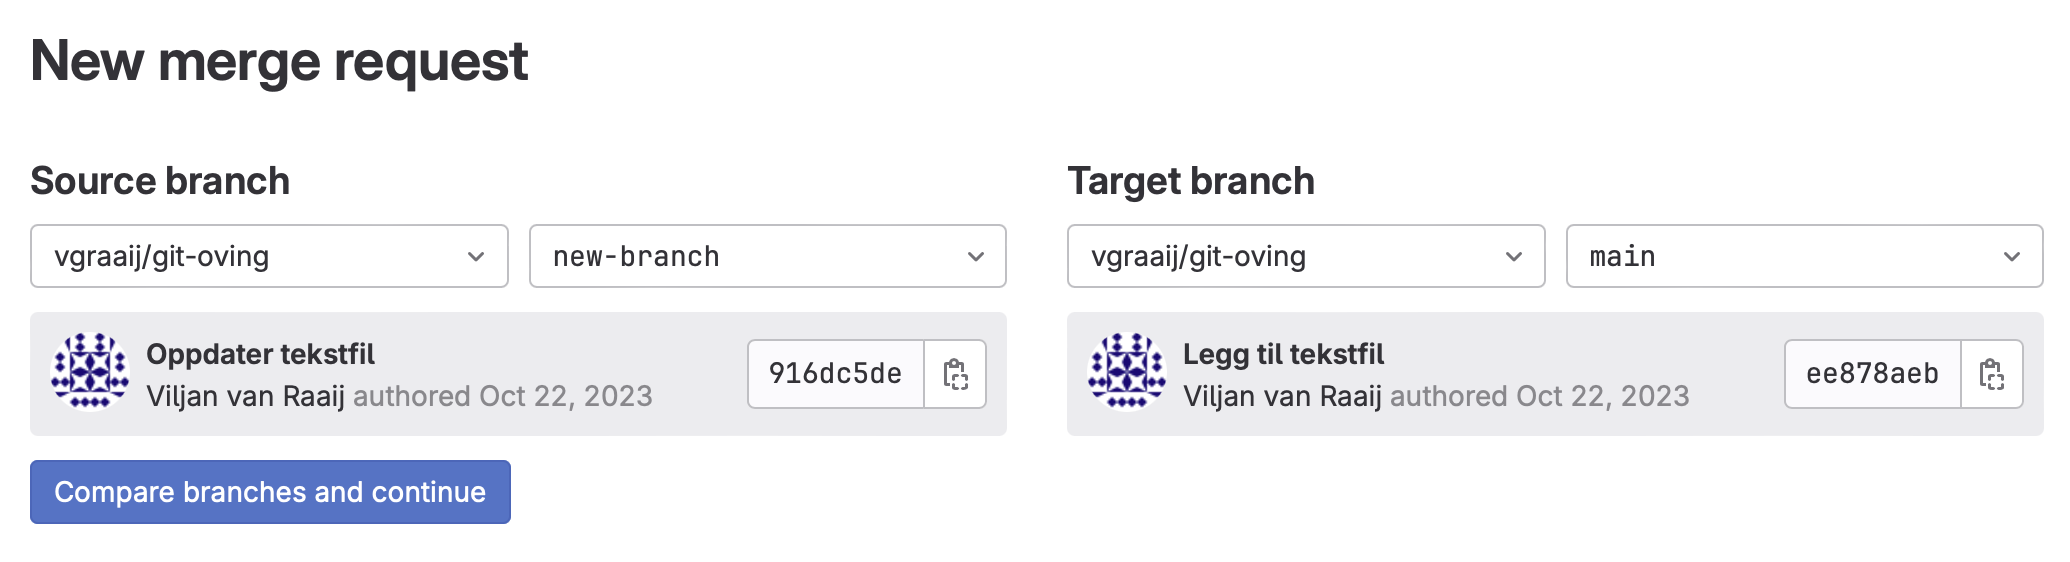 New merge request
Source branch
vgraaij/git-oving
new-branch
Oppdater tekstfil
Viljan van Raaij authored Oct 22, 2023
916dc5de
Target branch
vgraaij/git-oving
main
Legg til tekstfil
Viljan van Raaij authored Oct 22, 2023
ee878aeb
Compare branches and continue